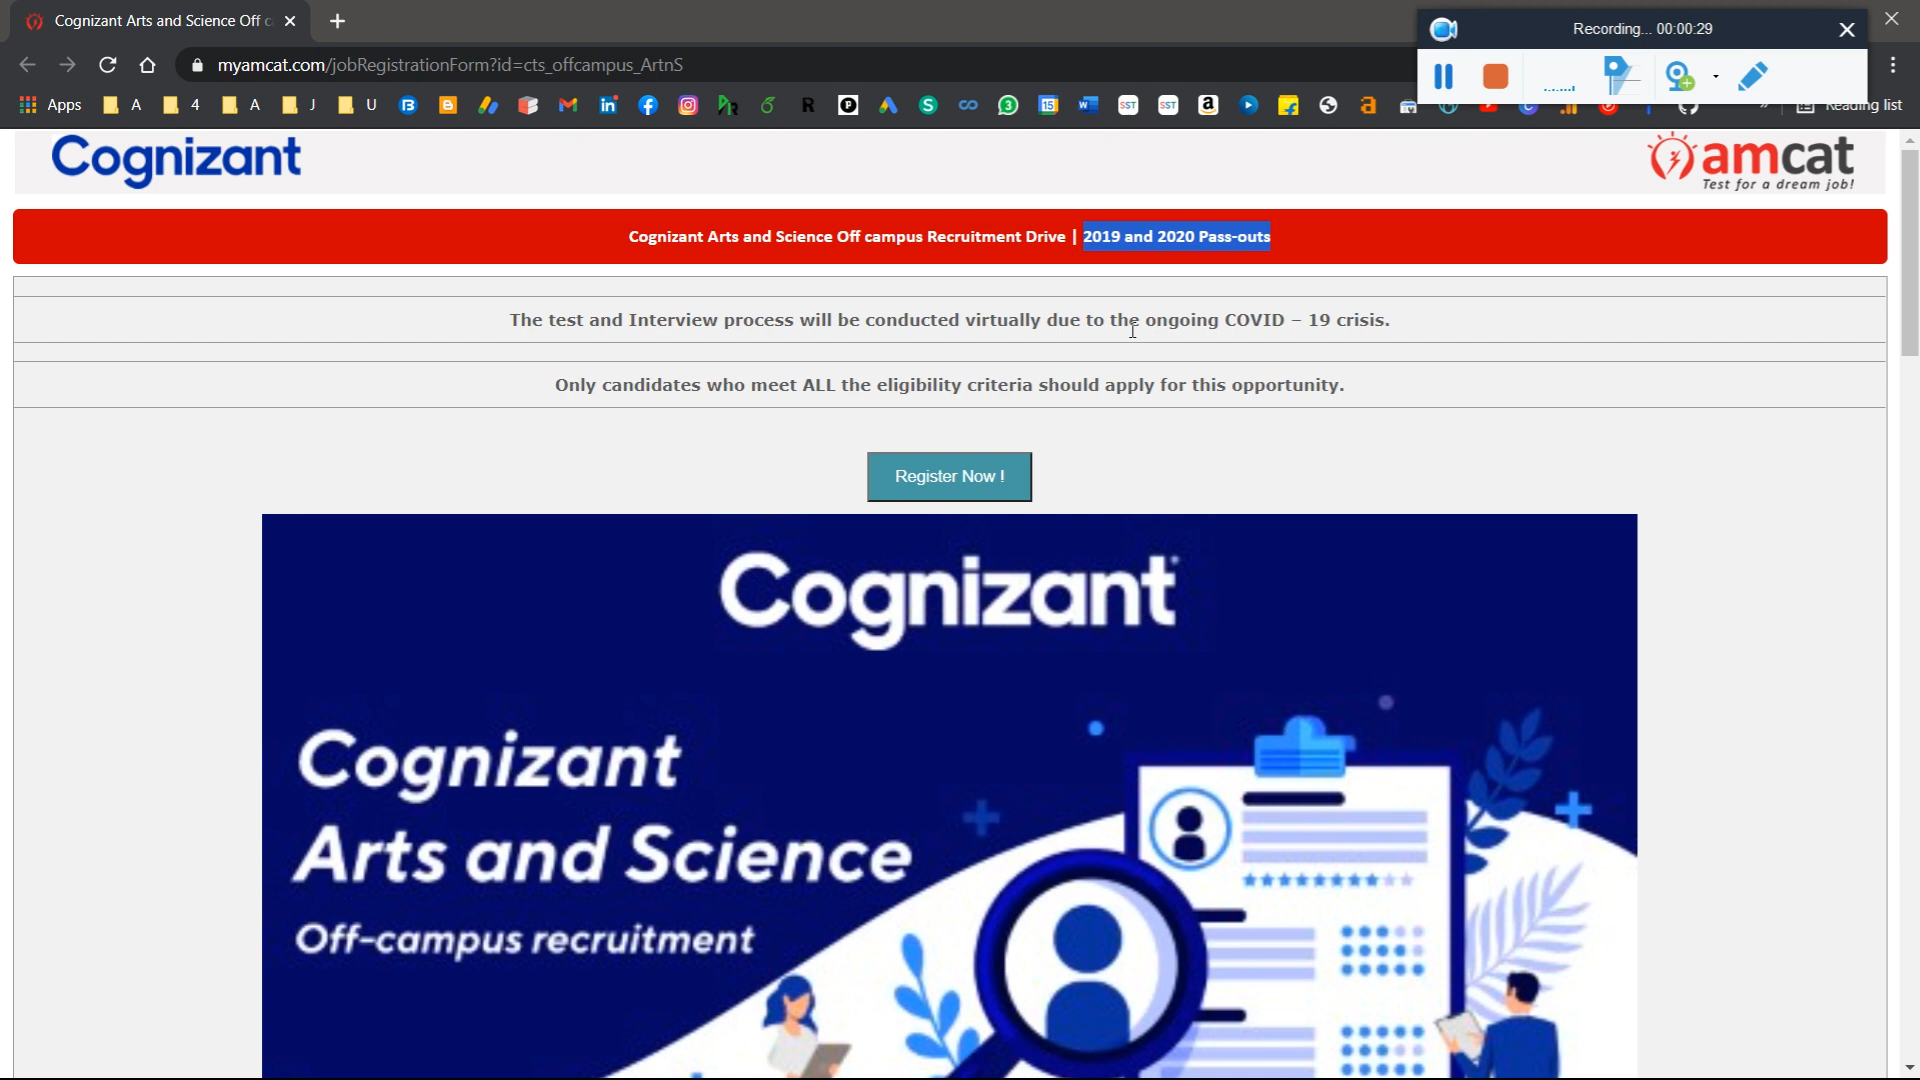 Cognizant Arts and Science Off c
Recording... 00:00:29
myamcat.com/jobRegistrationForm?id=cts_offcampus_ArtnS
Apps A 4 A J U Reading list
Cognizant
amcat
Test for a dream job!
Cognizant Arts and Science Off campus Recruitment Drive | 2019 and 2020 Pass-outs
The test and Interview process will be conducted virtually due to the ongoing COVID – 19 crisis.
Only candidates who meet ALL the eligibility criteria should apply for this opportunity.
Register Now !
Cognizant
Cognizant
Arts and Science
Off-campus recruitment